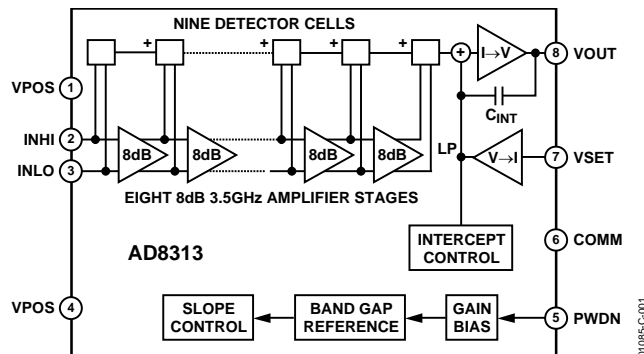 NINE DETECTOR CELLS
+ + + +
+
I→V
8 VOUT
VPOS 1
CINT
INHI 2
8dB 8dB 8dB 8dB
LP
V→I
7 VSET
INLO 3
EIGHT 8dB 3.5GHz AMPLIFIER STAGES
AD8313
INTERCEPT
CONTROL
6 COMM
VPOS 4
SLOPE
CONTROL
BAND GAP
REFERENCE
GAIN
BIAS
5 PWDN
01085-C-001